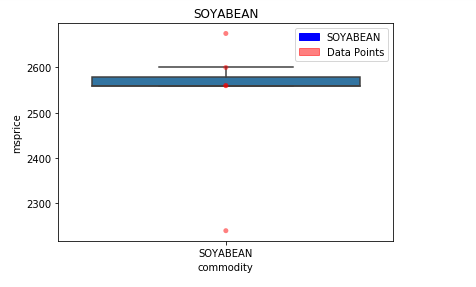 SOYABEAN
SOYABEAN
Data Points
2600
2500
2400
2300
msprice
SOYABEAN
commodity